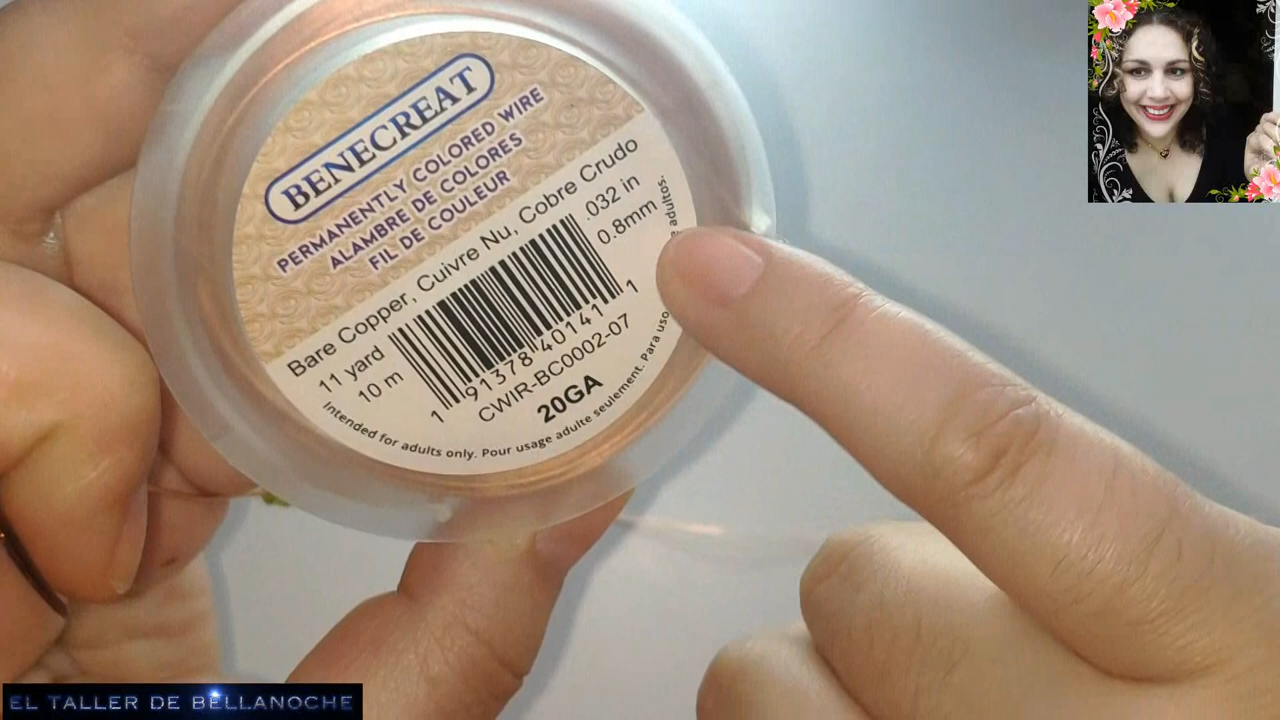 BENECREAT
PERMANENTLY COLORED WIRE
ALAMBRE DE COLORES
FIL DE COULEUR
Bare Copper, Cuivre Nu, Cobre Crudo
11 yard
10 m
.032 in
0.8mm
1 91378 40141 1
CWIR-BC0002-07
20GA
Intended for adults only. Pour usage adulte seulement. Para uso adultos.
EL TALLER DE BELLANOCHE